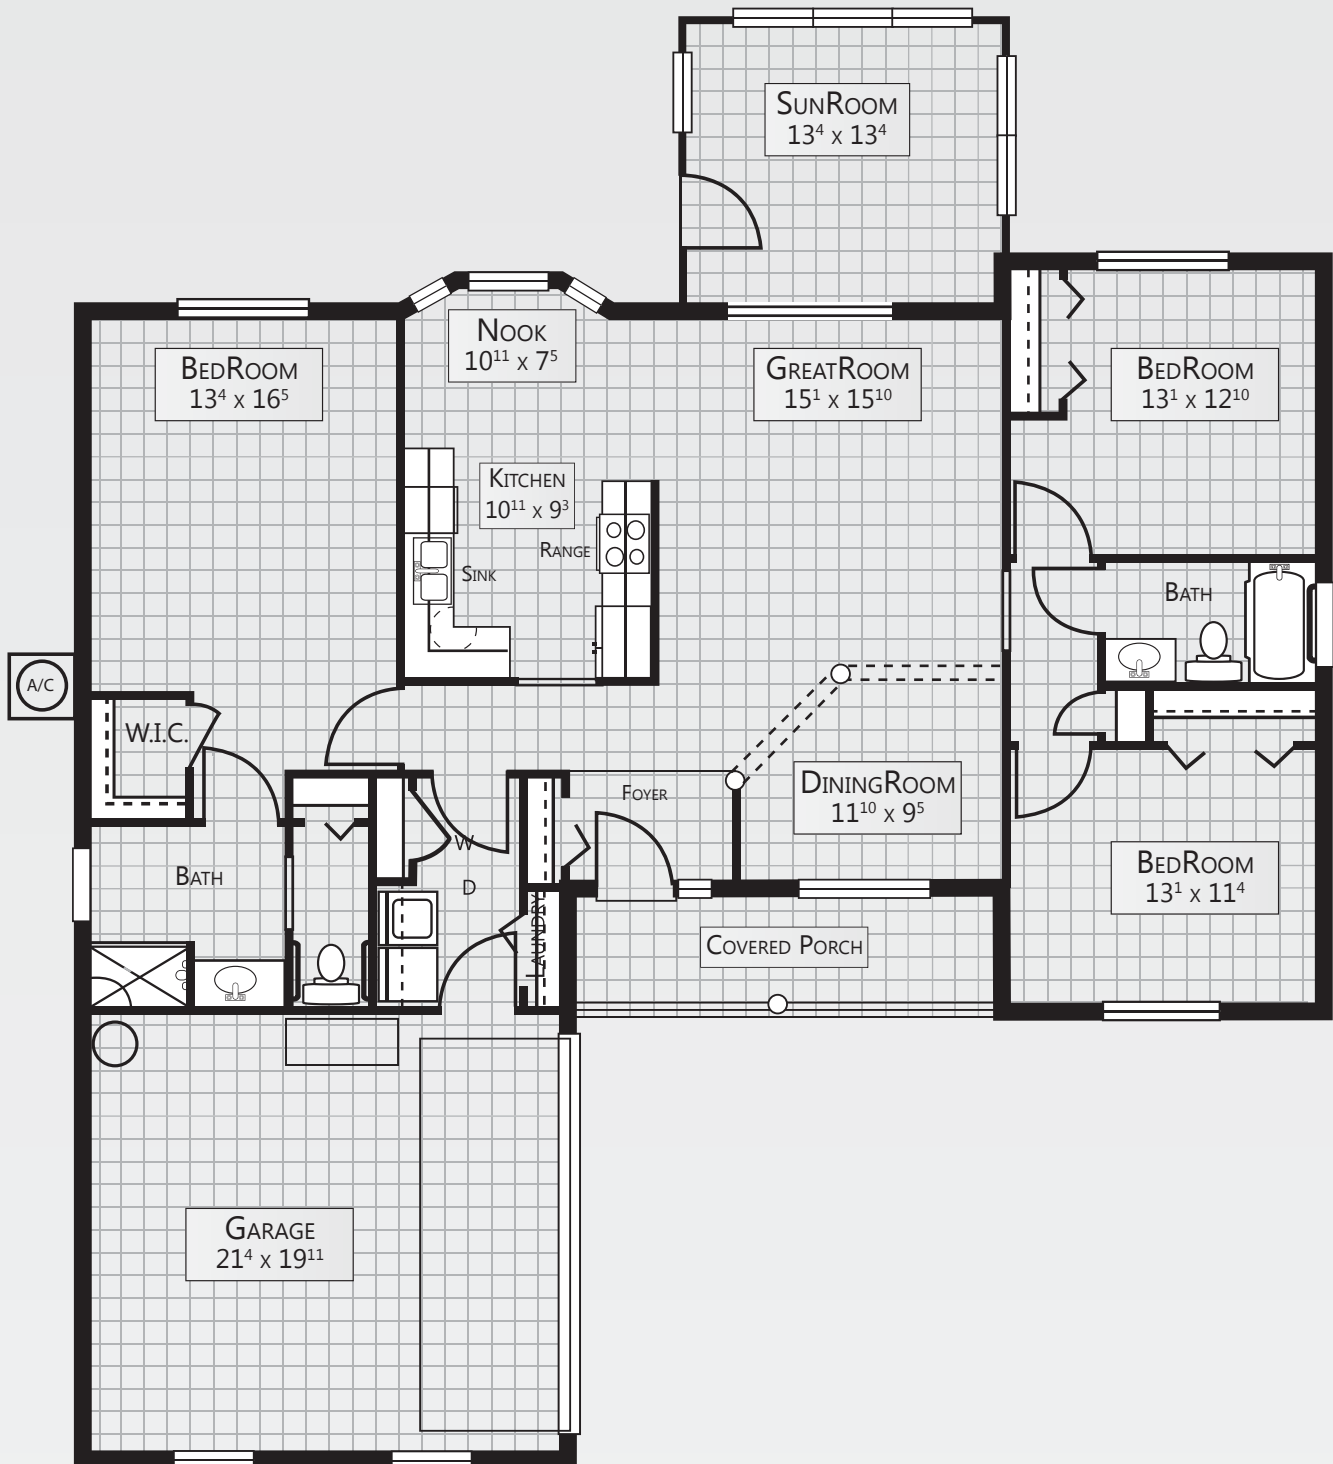 SunRoom
13⁴ x 13⁴
Nook
10¹¹ x 7⁵
BedRoom
13⁴ x 16⁵
GreatRoom
15¹ x 15¹⁰
BedRoom
13¹ x 12¹⁰
Kitchen
10¹¹ x 9³
Range
Sink
Bath
A/C
W.I.C.
Foyer
DiningRoom
11¹⁰ x 9⁵
W
D
Bath
Laundry
BedRoom
13¹ x 11⁴
Covered Porch
Garage
21⁴ x 19¹¹